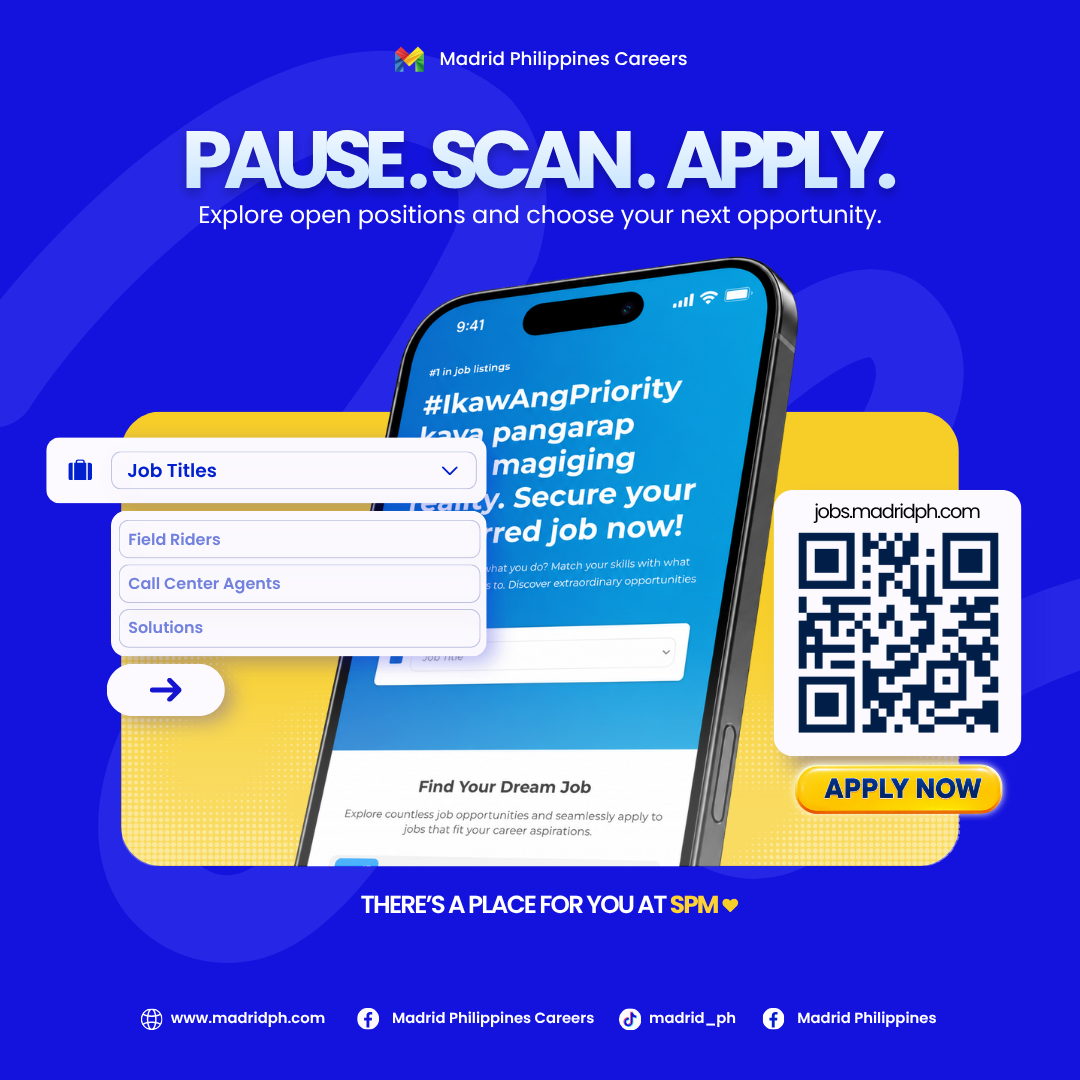 Madrid Philippines Careers
PAUSE. SCAN. APPLY.
Explore open positions and choose your next opportunity.
9:41
#1 in job listings
#IkawAngPriority
kaya pangarap
magiging
reality. Secure your
rred job now!
what you do? Match your skills with what
s to. Discover extraordinary opportunities
Job Title
Job Titles
Field Riders
Call Center Agents
Solutions
jobs.madridph.com
APPLY NOW
Find Your Dream Job
Explore countless job opportunities and seamlessly apply to
jobs that fit your career aspirations.
THERE'S A PLACE FOR YOU AT SPM
www.madridph.com
Madrid Philippines Careers
madrid_ph
Madrid Philippines